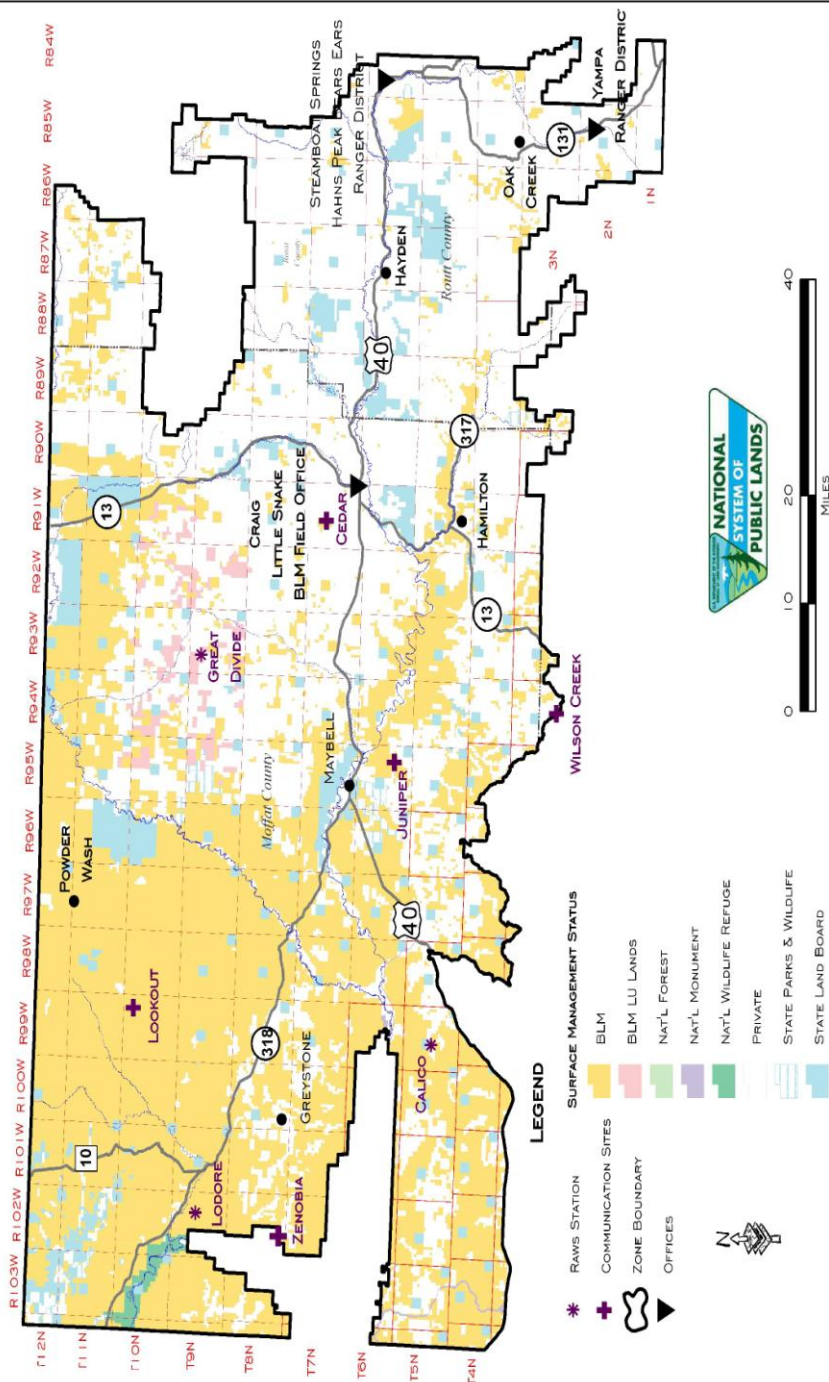 R103W R102W R101W R100W R99W R98W R97W R96W R95W R94W R93W R92W R91W R90W R89W R88W R87W R86W R85W R84W
T12N
T11N
T10N
T9N
T8N
T7N
T6N
T5N
T4N
3N
2N
1N
10
13
318
40
40
13
317
131
POWDER
WASH
LOOKOUT
LODORE
ZENOBIA
GREYSTONE
CALICO
Moffat County
GREAT
DIVIDE
MAYBELL
JUNIPER
WILSON CREEK
CRAIG
LITTLE SNAKE
BLM FIELD OFFICE
CEDAR
HAMILTON
HAYDEN
Routt
County
Routt County
STEAMBOAT SPRINGS
HAHNS PEAK BEARS EARS
RANGER DISTRICT
OAK
CREEK
YAMPA
RANGER DISTRICT
LEGEND
RAWS STATION
COMMUNICATION SITES
ZONE BOUNDARY
OFFICES
SURFACE MANAGEMENT STATUS
BLM
BLM LU LANDS
NAT'L FOREST
NAT'L MONUMENT
NAT'L WILDLIFE REFUGE
PRIVATE
STATE PARKS & WILDLIFE
STATE LAND BOARD
N
NATIONAL
SYSTEM OF
PUBLIC LANDS
0 10 20 40
MILES